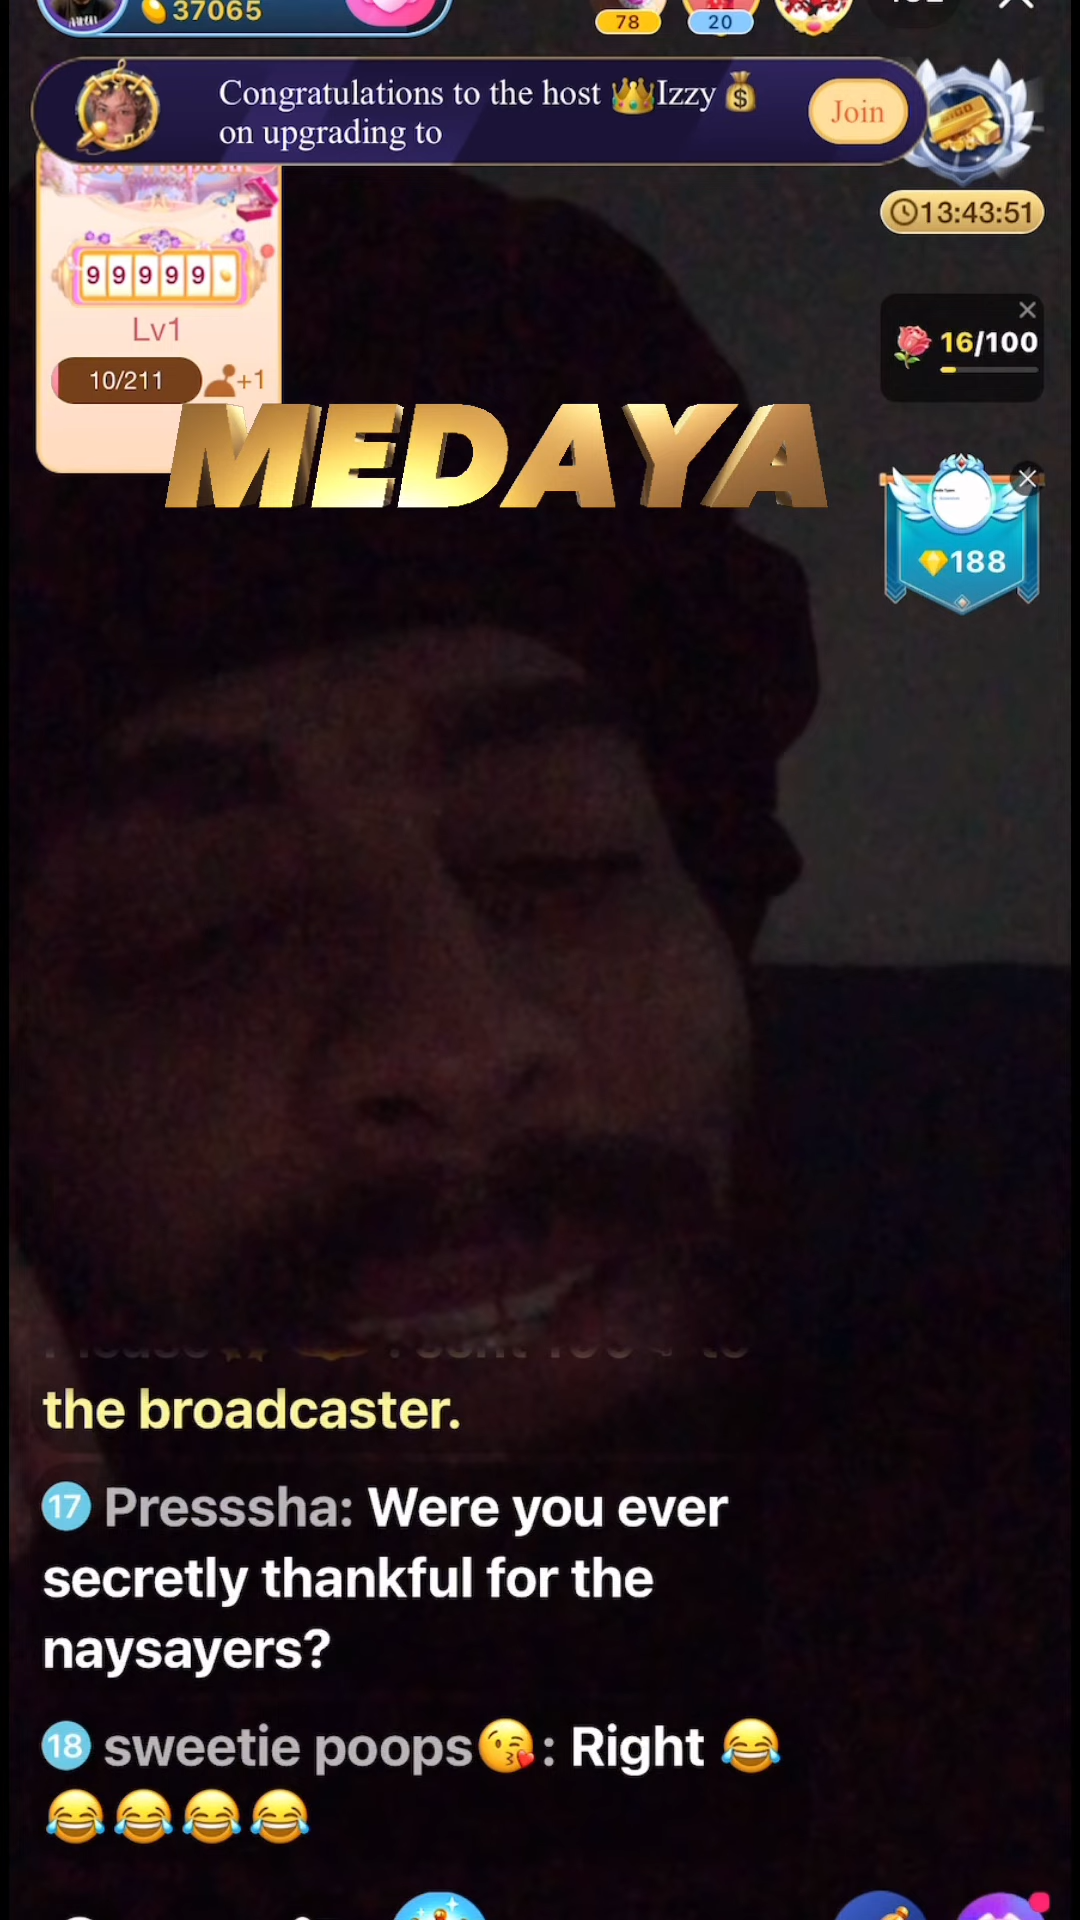 37065
78
20
Congratulations to the host 👑Izzy💰
on upgrading to
Join
13:43:51
99999
Lv1
10/211
+1
16/100
MEDAYA
188
the broadcaster.
17 Presssha: Were you ever
secretly thankful for the
naysayers?
18 sweetie poops😘: Right 😂
😂😂😂😂